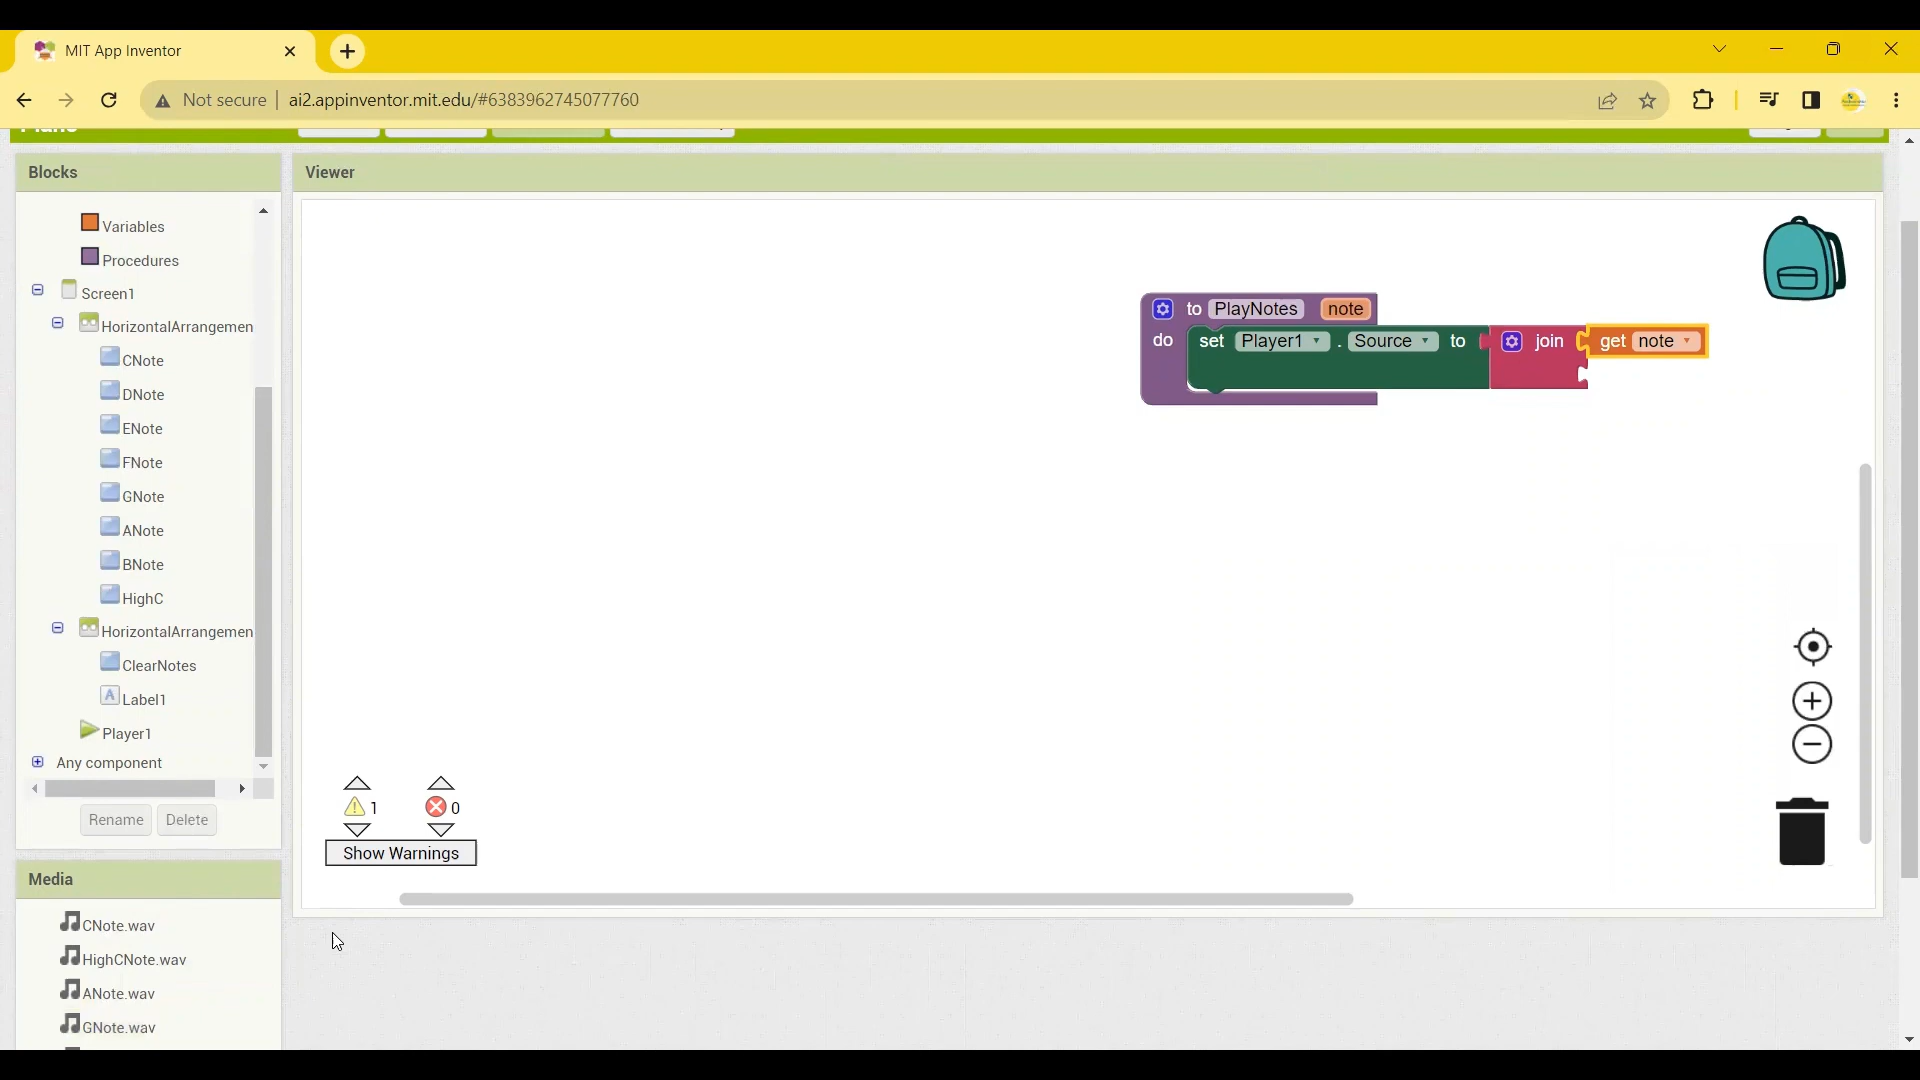 MIT App Inventor
Not secure ai2.appinventor.mit.edu/#6383962745077760
Blocks
Viewer
Variables
Procedures
Screen1
HorizontalArrangemen
CNote
DNote
ENote
FNote
GNote
ANote
BNote
HighC
HorizontalArrangemen
ClearNotes
A Label1
Player1
Any component
Rename Delete
to PlayNotes note
do set Player1 . Source to join get note
1 0
Show Warnings
Media
CNote.wav
HighCNote.wav
ANote.wav
GNote.wav